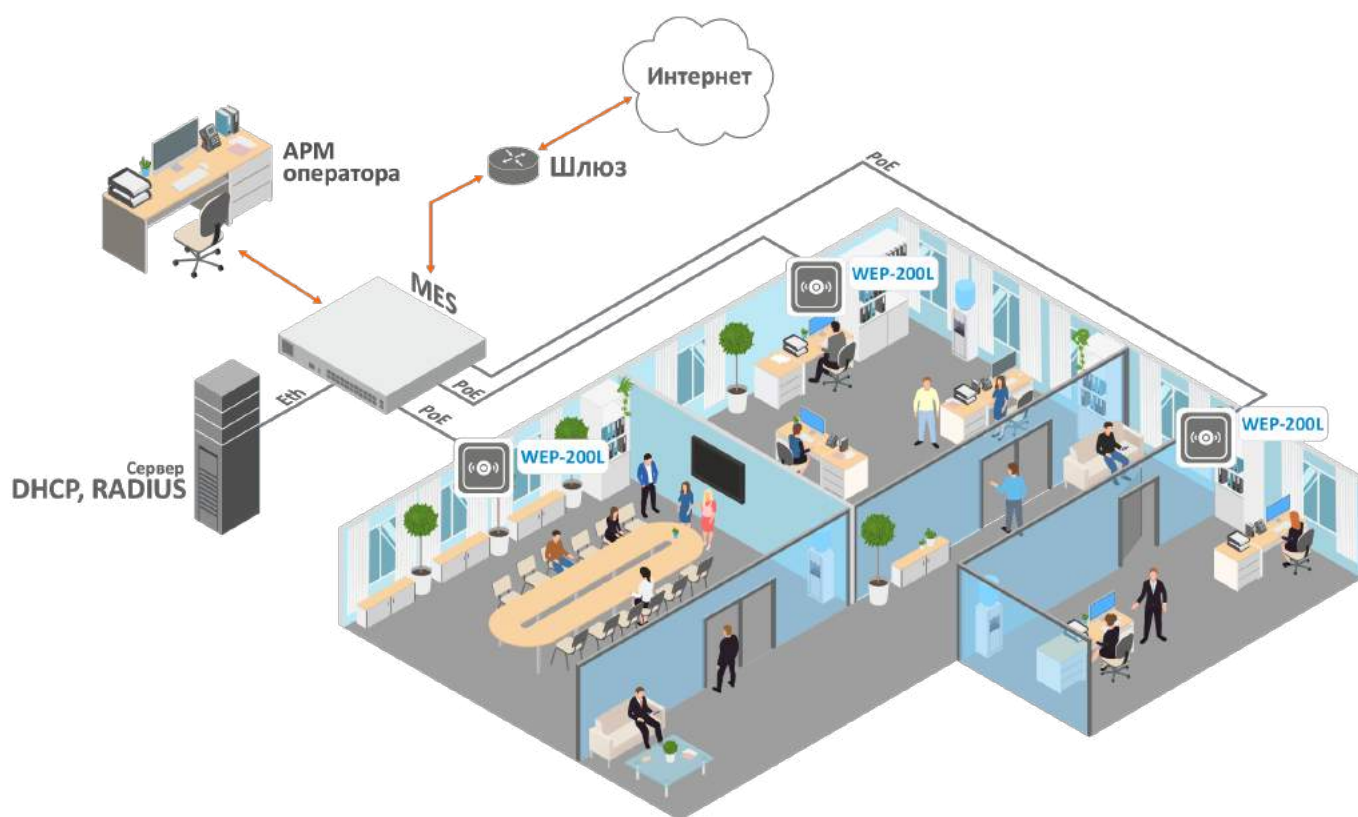 Интернет
АРМ
оператора
Шлюз
PoE
MES
WEP-200L
Eth
PoE
PoE
WEP-200L
WEP-200L
Сервер
DHCP, RADIUS